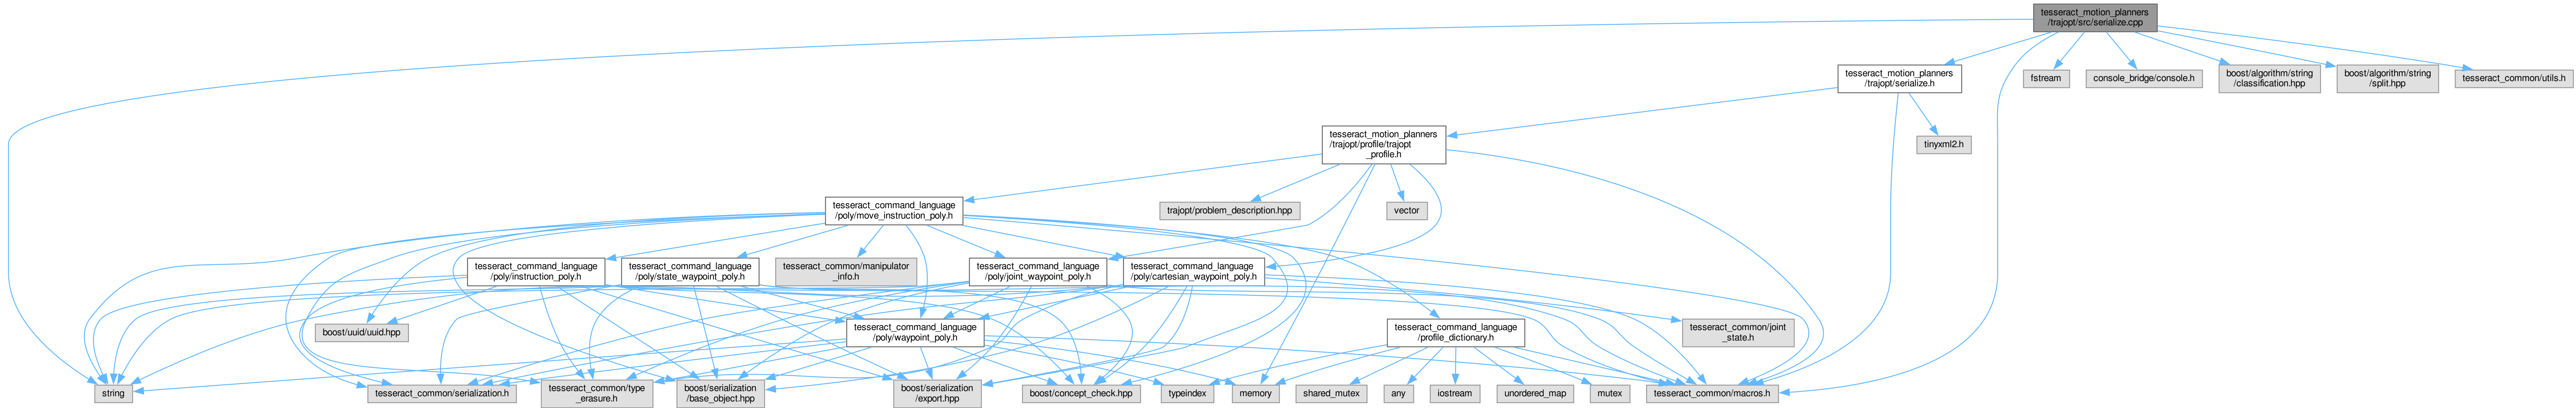 tesseract_motion_planners
/trajopt/src/serialize.cpp
tesseract_motion_planners
/trajopt/serialize.h
fstream
console_bridge/console.h
boost/algorithm/string
/classification.hpp
boost/algorithm/string
/split.hpp
tesseract_common/utils.h
tesseract_motion_planners
/trajopt/profile/trajopt
_profile.h
tinyxml2.h
tesseract_command_language
/poly/move_instruction_poly.h
trajopt/problem_description.hpp
vector
tesseract_command_language
/poly/instruction_poly.h
tesseract_command_language
/poly/state_waypoint_poly.h
tesseract_common/manipulator
_info.h
tesseract_command_language
/poly/joint_waypoint_poly.h
tesseract_command_language
/poly/cartesian_waypoint_poly.h
boost/uuid/uuid.hpp
tesseract_command_language
/poly/waypoint_poly.h
tesseract_command_language
/profile_dictionary.h
tesseract_common/joint
_state.h
string
tesseract_common/serialization.h
tesseract_common/type
_erasure.h
boost/serialization
/base_object.hpp
boost/serialization
/export.hpp
boost/concept_check.hpp
typeindex
memory
shared_mutex
any
iostream
unordered_map
mutex
tesseract_common/macros.h